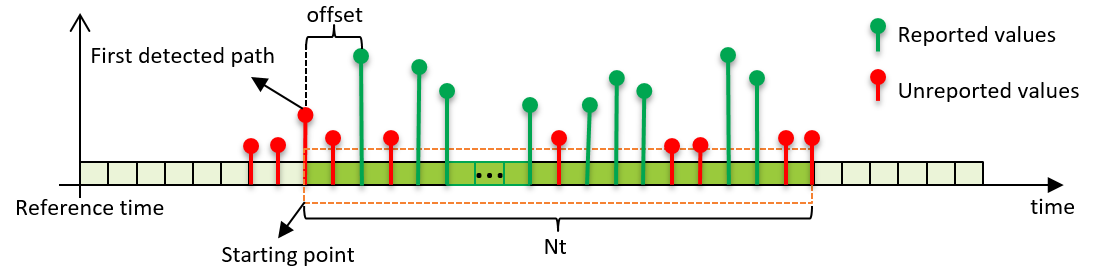 offset
First detected path
Reported values
Unreported values
...
Reference time
time
Starting point
Nt